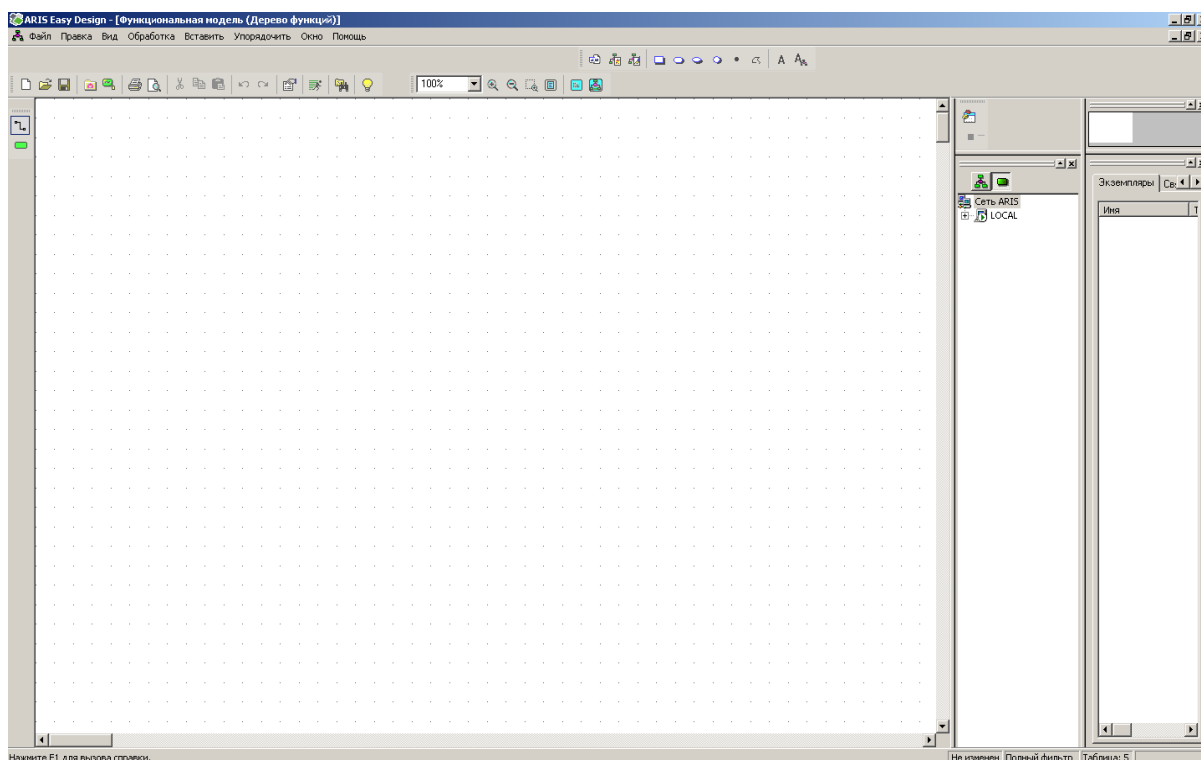 ARIS Easy Design - [Функциональная модель (Дерево функций)]
Файл Правка Вид Обработка Вставить Упорядочить Окно Помощь
A
100%
Сеть ARIS
LOCAL
Экземпляры
Имя
Нажмите F1 для вызова справки.
Не изменен Полный фильтр Таблица: 5